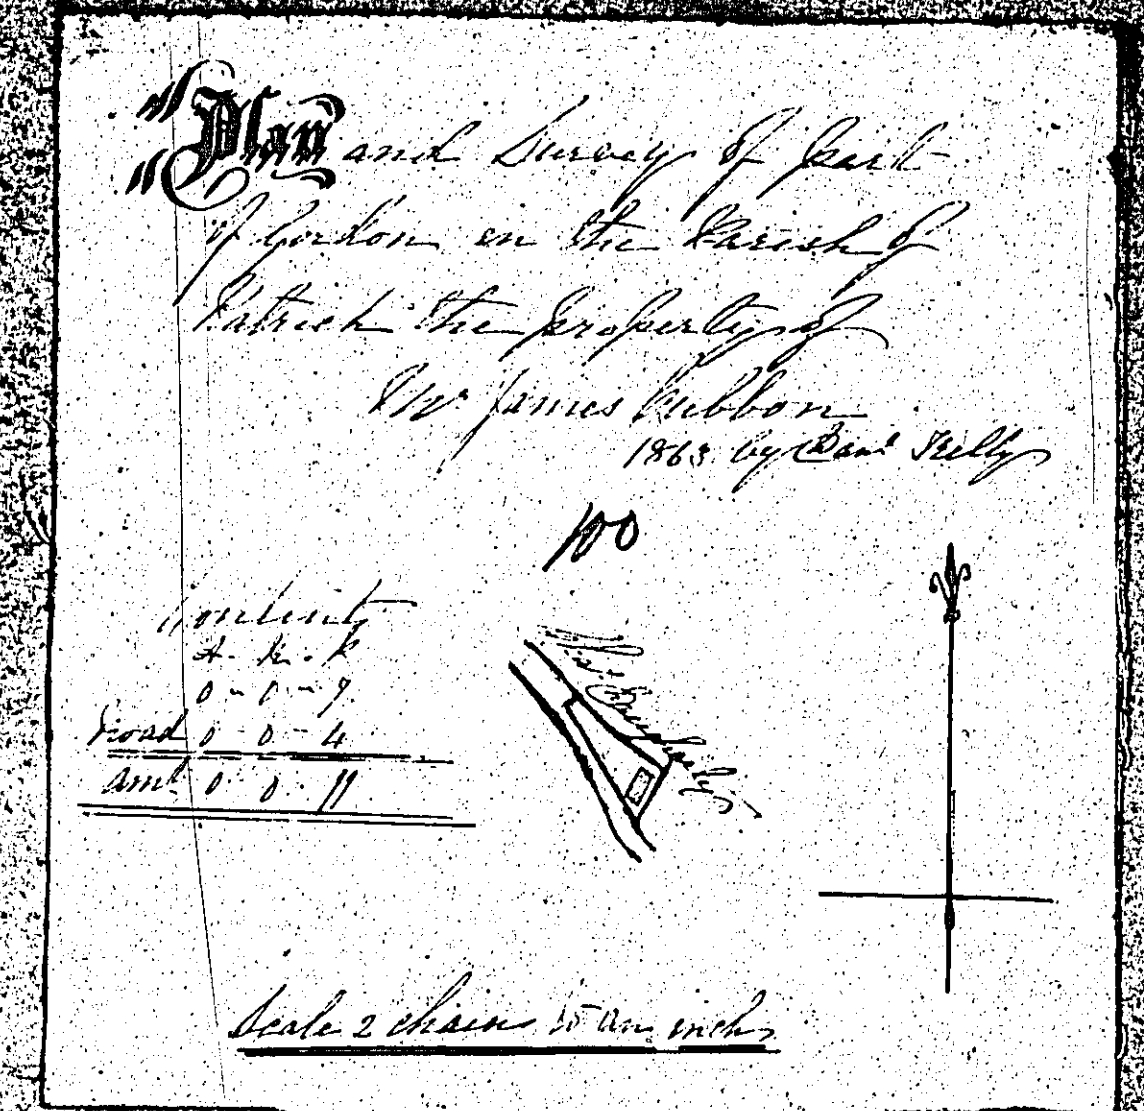 Plan and Survey of part
of Gordon in the Parish of
Patrick the property of
Mr James Cubbon
1863 by Danl Kelly
100
Content
A. R. P
0 - 0 - 9
Road 0 - 0 - 4
Amt 0 0 11
Scale 2 chains to an inch